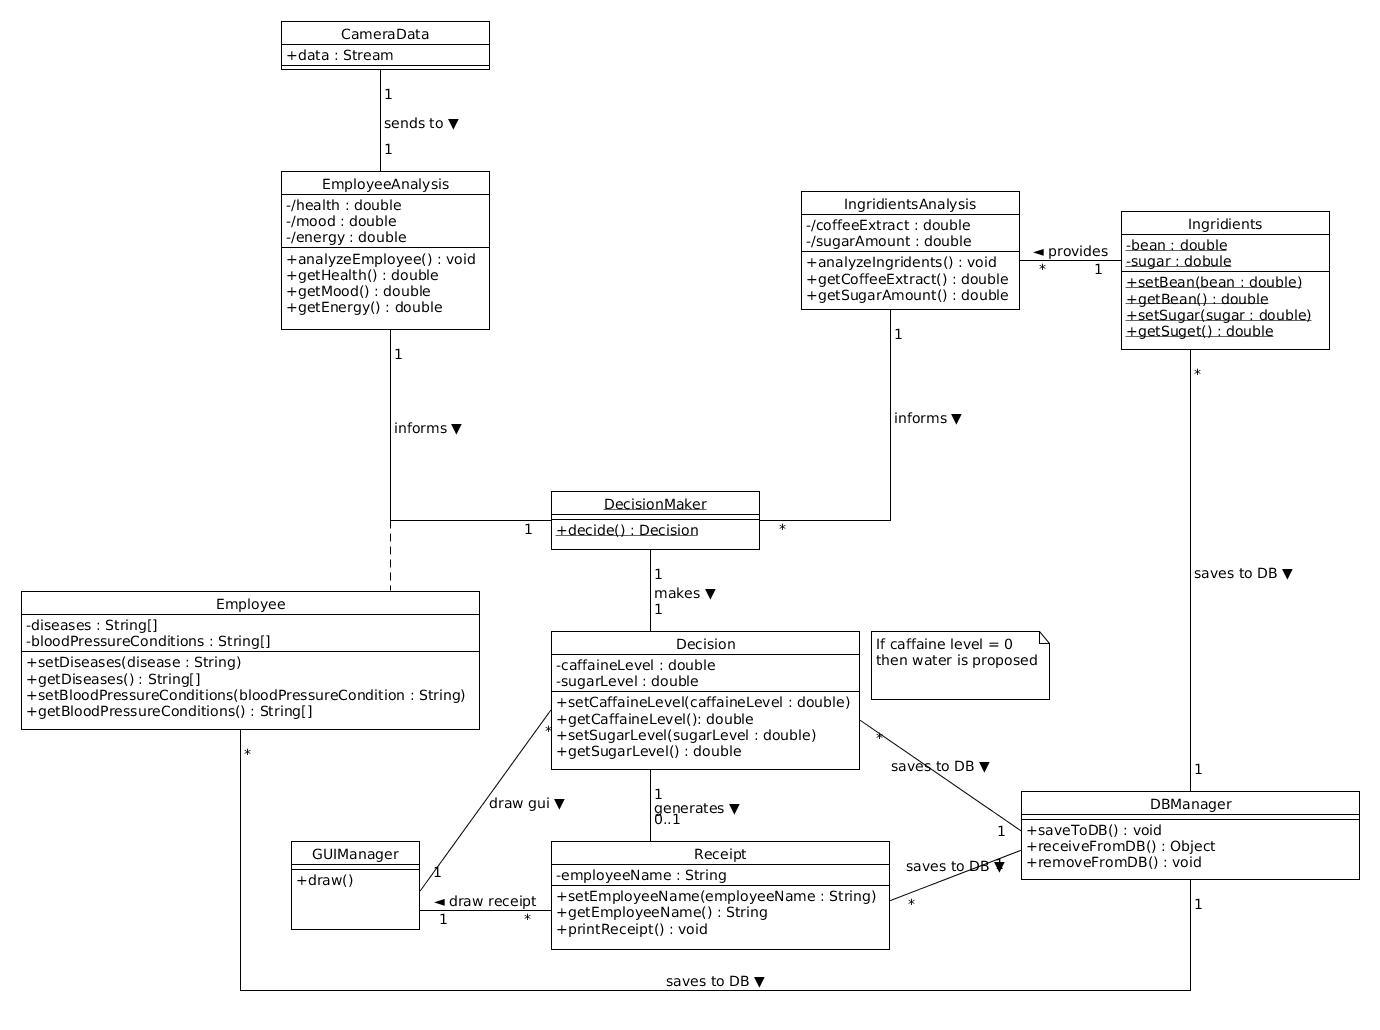 CameraData
+data : Stream
1
sends to ▼
1
EmployeeAnalysis
-/health : double
-/mood : double
-/energy : double
+analyzeEmployee() : void
+getHealth() : double
+getMood() : double
+getEnergy() : double
IngridientsAnalysis
-/coffeeExtract : double
-/sugarAmount : double
+analyzeIngridents() : void
+getCoffeeExtract() : double
+getSugarAmount() : double
◄ provides
* 1
Ingridients
-bean : double
-sugar : dobule
+setBean(bean : double)
+getBean() : double
+setSugar(sugar : double)
+getSuget() : double
1
informs ▼
1
1
informs ▼
*
*
saves to DB ▼
1
DecisionMaker
+decide() : Decision
1
makes ▼
1
Employee
-diseases : String[]
-bloodPressureConditions : String[]
+setDiseases(disease : String)
+getDiseases() : String[]
+setBloodPressureConditions(bloodPressureCondition : String)
+getBloodPressureConditions() : String[]
Decision
-caffaineLevel : double
-sugarLevel : double
+setCaffaineLevel(caffaineLevel : double)
+getCaffaineLevel(): double
+setSugarLevel(sugarLevel : double)
+getSugarLevel() : double
If caffaine level = 0
then water is proposed
*
draw gui ▼
1
1
generates ▼
0..1
*
saves to DB ▼
1
DBManager
+saveToDB() : void
+receiveFromDB() : Object
+removeFromDB() : void
GUIManager
+draw()
◄ draw receipt
1 *
Receipt
-employeeName : String
+setEmployeeName(employeeName : String)
+getEmployeeName() : String
+printReceipt() : void
saves to DB ▼
*
*
saves to DB ▼
1